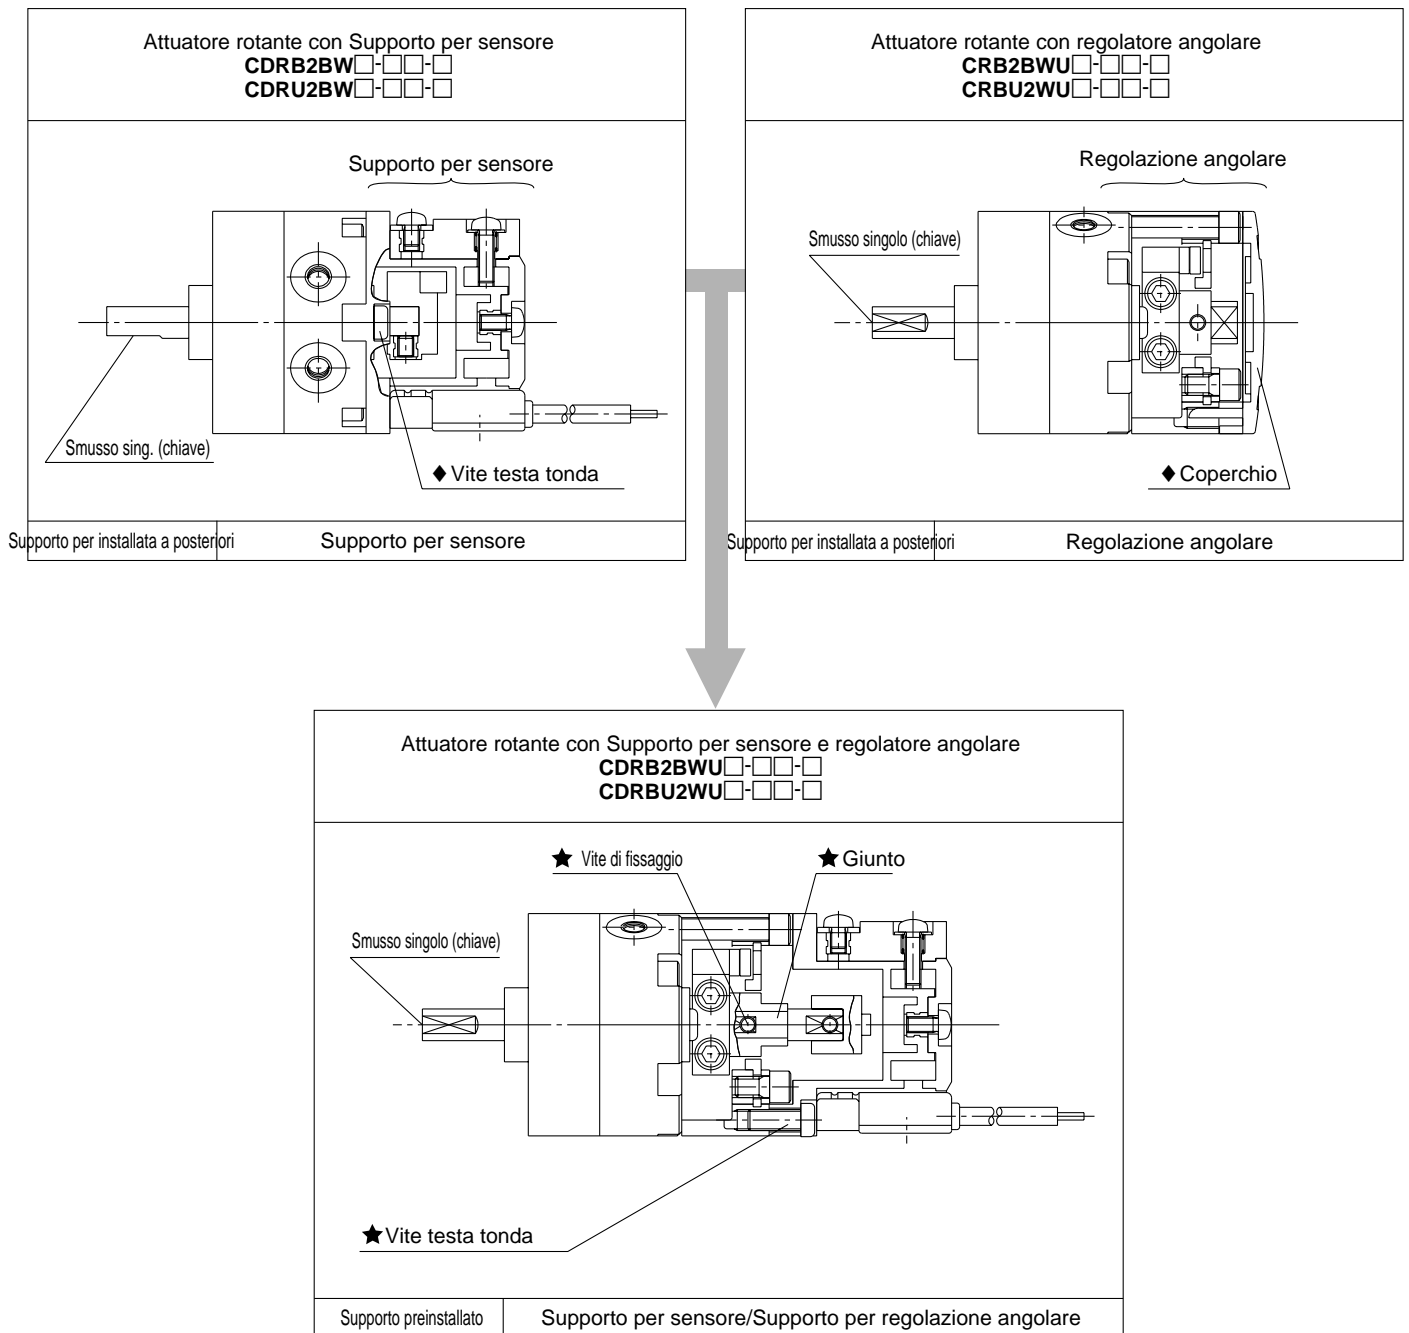 Attuatore rotante con Supporto per sensore
CDRB2BW□-□□-□
CDRU2BW□-□□-□
Supporto per sensore
Smusso sing. (chiave)
♦ Vite testa tonda
Supporto per installata a posteriori
Supporto per sensore
Attuatore rotante con regolatore angolare
CRB2BWU□-□□-□
CRBU2WU□-□□-□
Regolazione angolare
Smusso singolo (chiave)
♦ Coperchio
Supporto per installata a posteriori
Regolazione angolare
Attuatore rotante con Supporto per sensore e regolatore angolare
CDRB2BWU□-□□-□
CDRBU2WU□-□□-□
★ Vite di fissaggio
★ Giunto
Smusso singolo (chiave)
★ Vite testa tonda
Supporto preinstallato
Supporto per sensore/Supporto per regolazione angolare